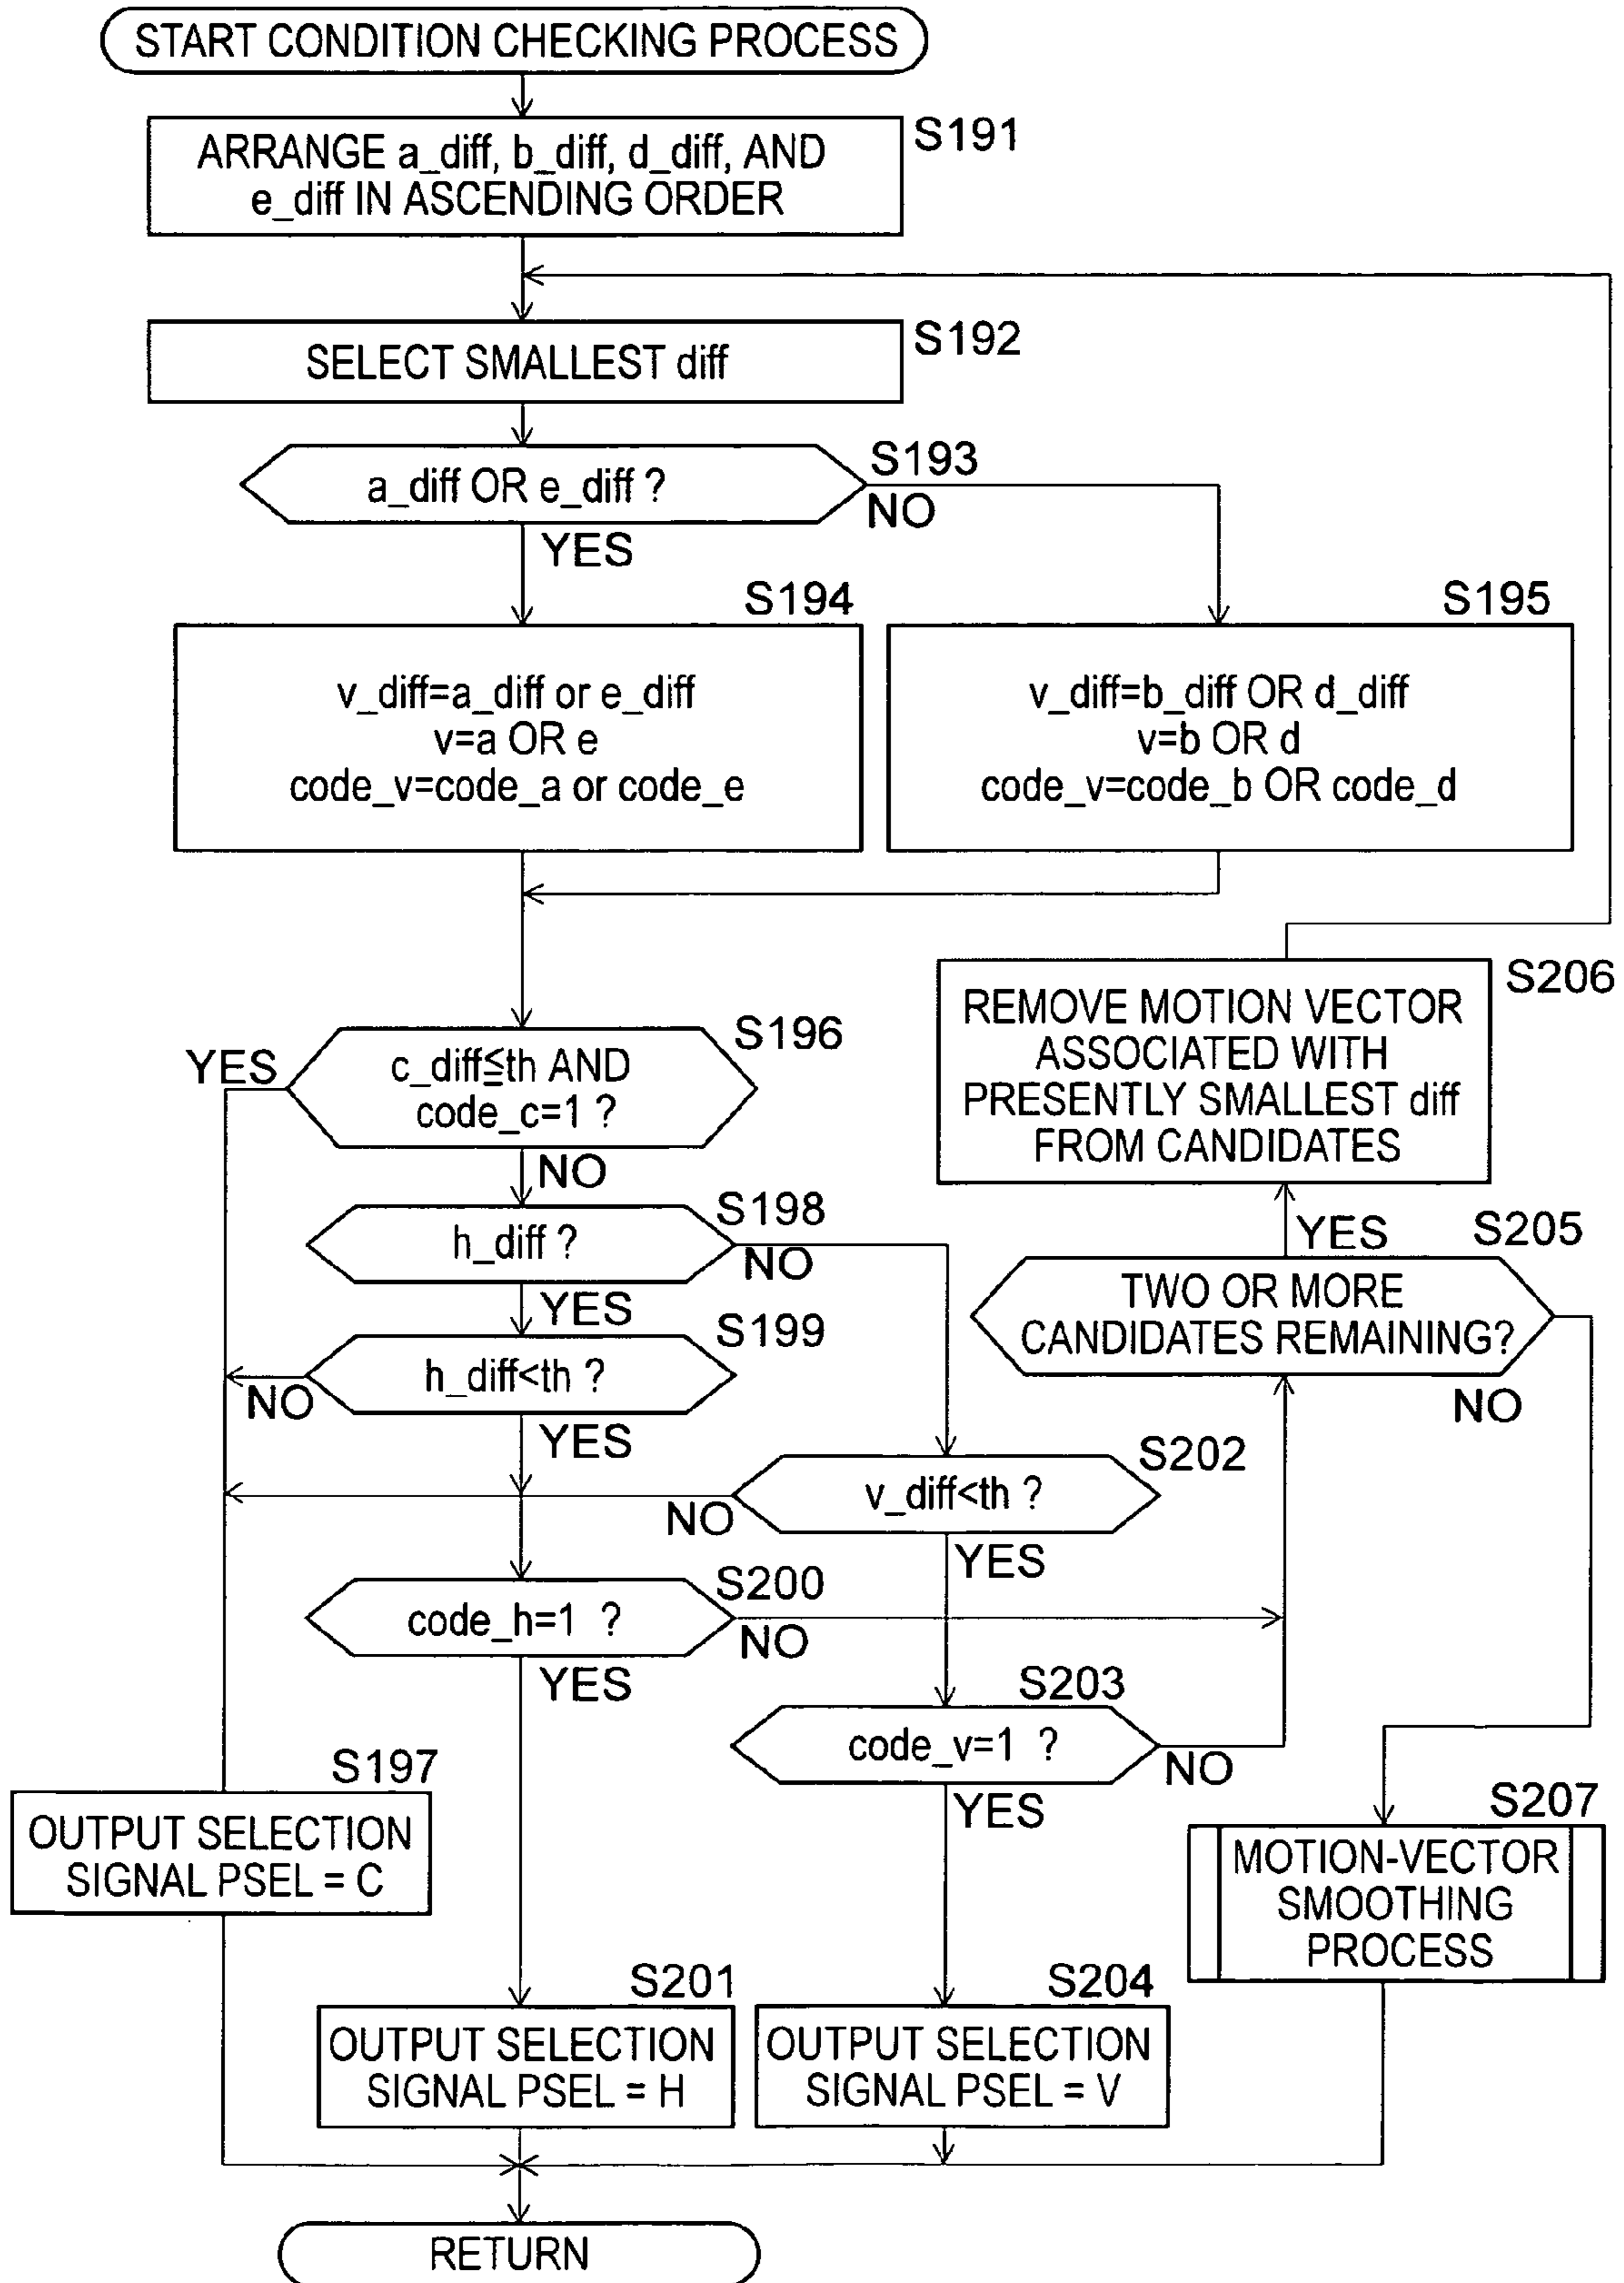 START CONDITION CHECKING PROCESS
ARRANGE a_diff, b_diff, d_diff, AND
e_diff IN ASCENDING ORDER
S191
SELECT SMALLEST diff
S192
a_diff OR e_diff ?
S193
NO
YES
S194
v_diff=a_diff or e_diff
v=a OR e
code_v=code_a or code_e
S195
v_diff=b_diff OR d_diff
v=b OR d
code_v=code_b OR code_d
S196
YES
c_diff≦th AND
code_c=1 ?
NO
S206
REMOVE MOTION VECTOR
ASSOCIATED WITH
PRESENTLY SMALLEST diff
FROM CANDIDATES
S198
h_diff ?
NO
YES
S205
YES
TWO OR MORE
CANDIDATES REMAINING?
NO
S199
h_diff<th ?
NO
YES
S202
v_diff<th ?
NO
YES
S200
code_h=1 ?
NO
YES
S203
code_v=1 ?
NO
YES
S197
OUTPUT SELECTION
SIGNAL PSEL = C
S207
MOTION-VECTOR
SMOOTHING
PROCESS
S201
OUTPUT SELECTION
SIGNAL PSEL = H
S204
OUTPUT SELECTION
SIGNAL PSEL = V
RETURN